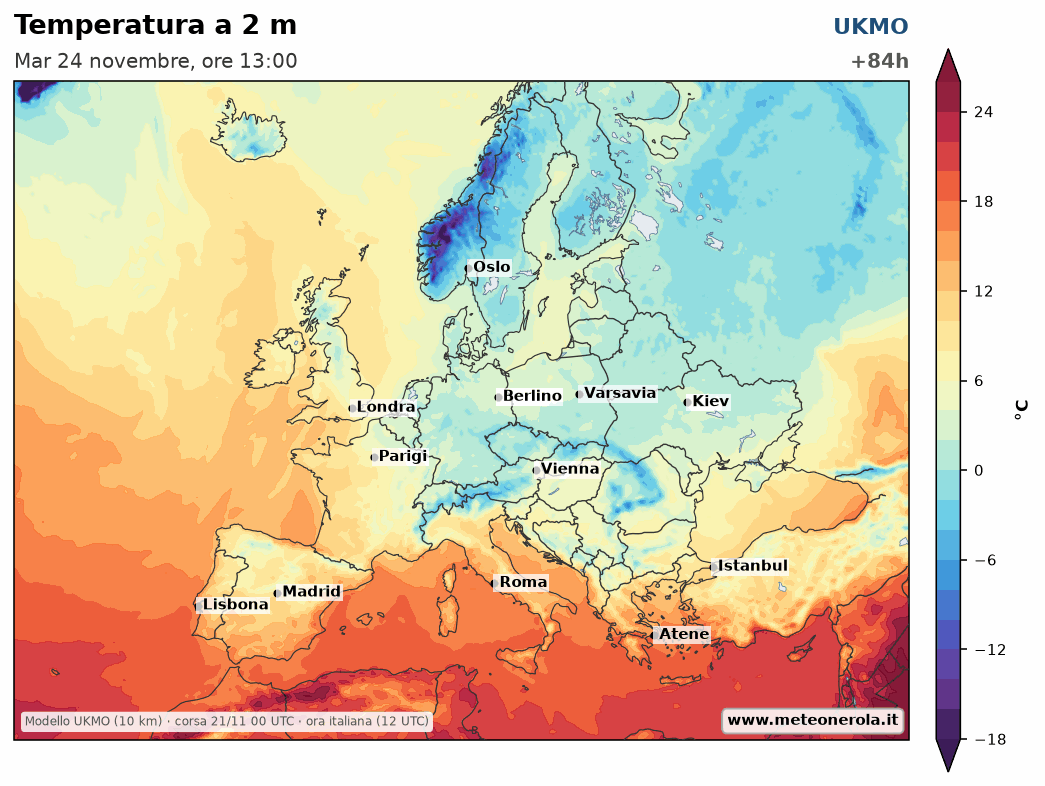 Temperatura a 2 m
UKMO
Mar 24 novembre, ore 13:00
+84h
24
18
12
6
0
−6
−12
−18
°C
Oslo
Berlino
Varsavia
Kiev
Londra
Parigi
Vienna
Istanbul
Roma
Madrid
Lisbona
Atene
Modello UKMO (10 km) · corsa 21/11 00 UTC · ora italiana (12 UTC)
www.meteonerola.it